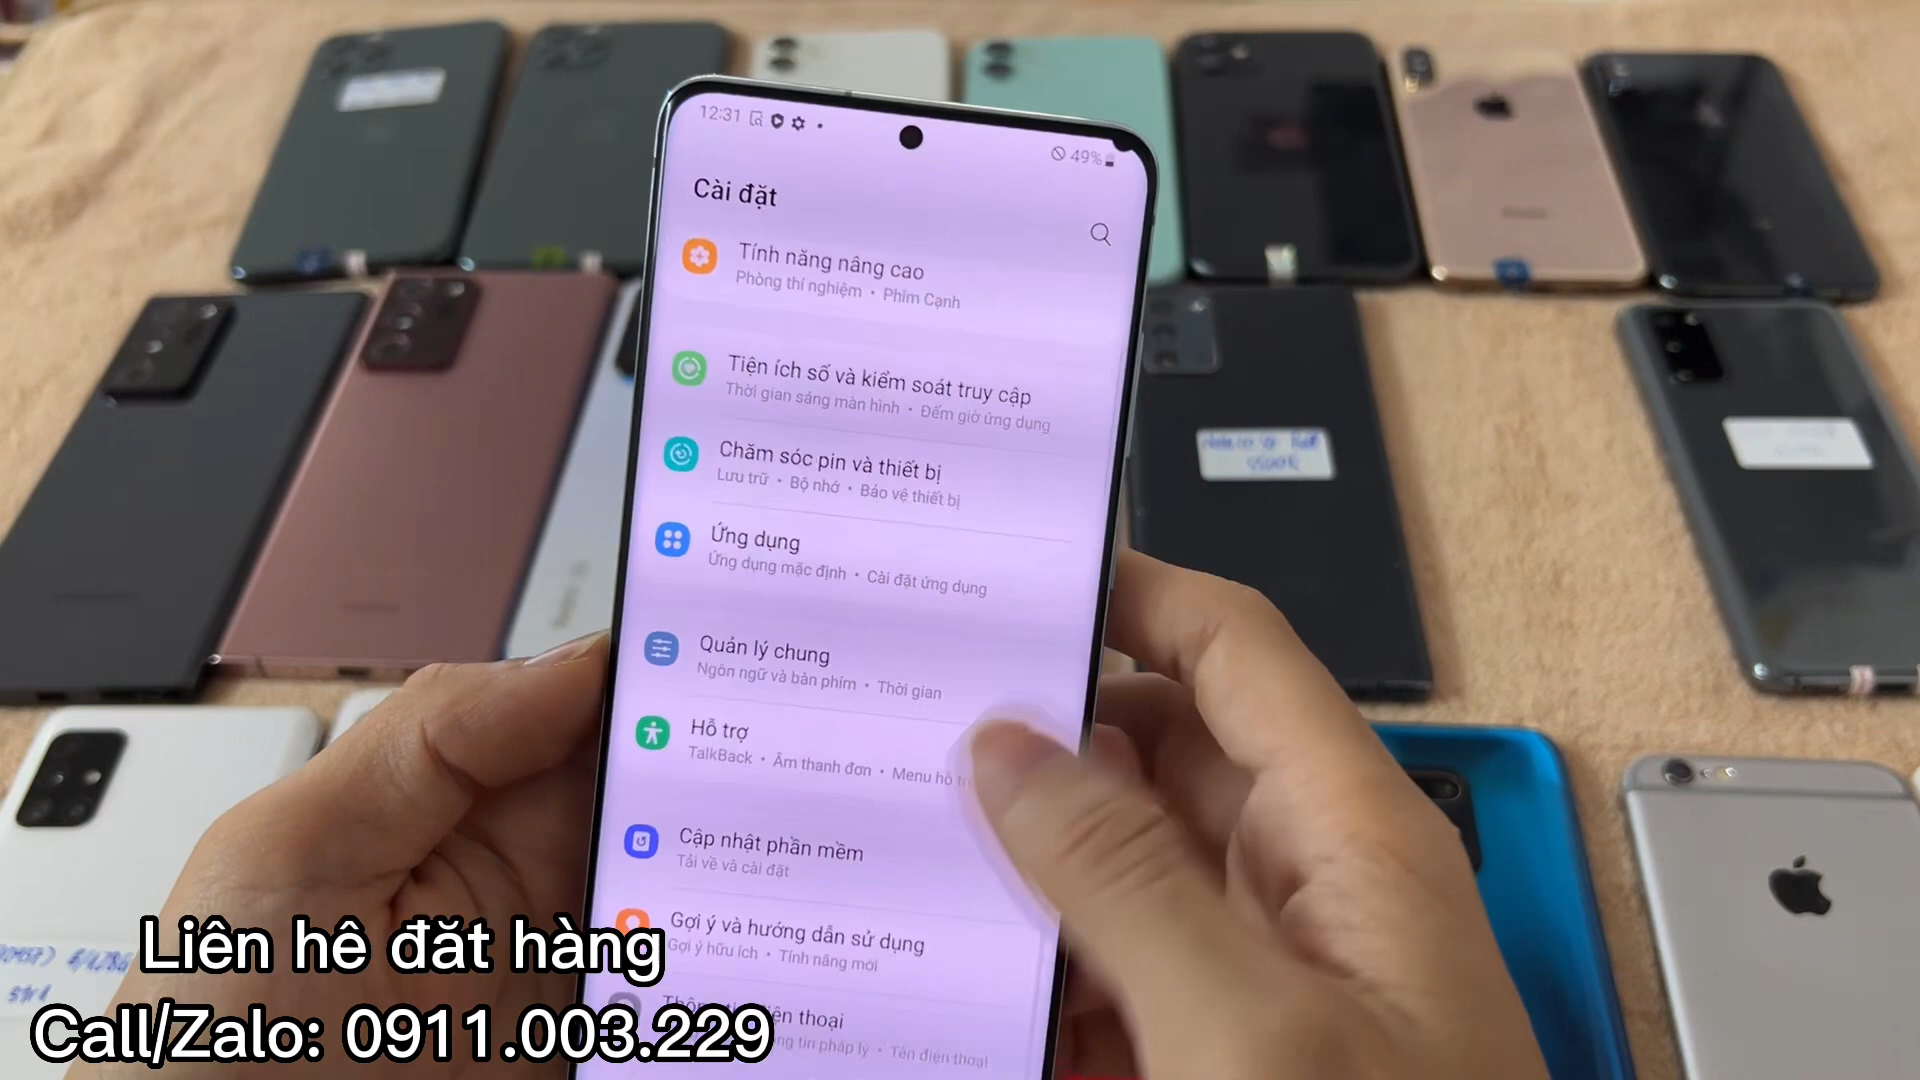 12:31
49%
Cài đặt
Tính năng nâng cao
Phòng thí nghiệm • Phím Cạnh
Tiện ích số và kiểm soát truy cập
Thời gian sáng màn hình • Đếm giờ ứng dụng
Chăm sóc pin và thiết bị
Lưu trữ • Bộ nhớ • Bảo vệ thiết bị
Ứng dụng
Ứng dụng mặc định • Cài đặt ứng dụng
Quản lý chung
Ngôn ngữ và bàn phím • Thời gian
Hỗ trợ
TalkBack • Âm thanh đơn • Menu hỗ
Cập nhật phần mềm
Tải về và cài đặt
Gợi ý và hướng dẫn sử dụng
Gợi ý hữu ích • Tính năng mới
thoại
pháp lý • Tên điện thoại
Liên hê đăt hàng
Call/Zalo: 0911.003.229